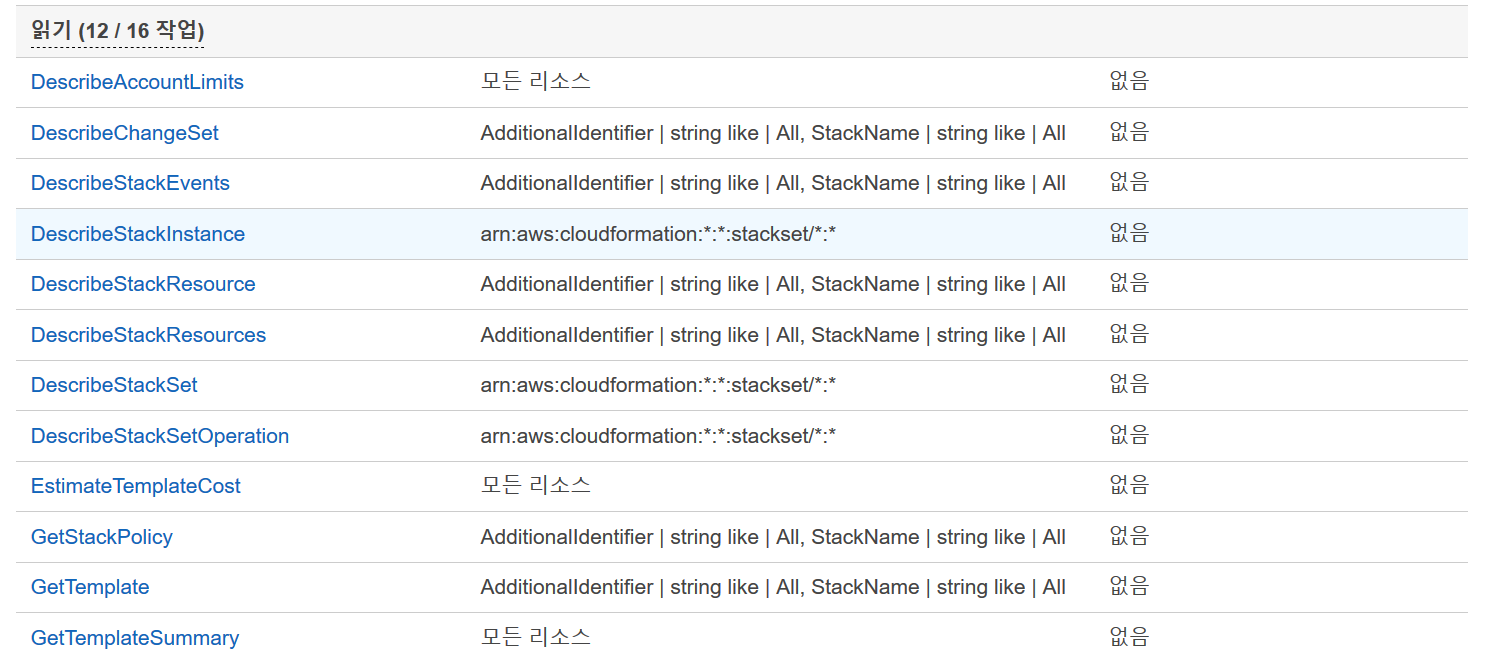 읽기 (12 / 16 작업)
DescribeAccountLimits 모든 리소스 없음
DescribeChangeSet AdditionalIdentifier | string like | All, StackName | string like | All 없음
DescribeStackEvents AdditionalIdentifier | string like | All, StackName | string like | All 없음
DescribeStackInstance arn:aws:cloudformation:*:*:stackset/*:* 없음
DescribeStackResource AdditionalIdentifier | string like | All, StackName | string like | All 없음
DescribeStackResources AdditionalIdentifier | string like | All, StackName | string like | All 없음
DescribeStackSet arn:aws:cloudformation:*:*:stackset/*:* 없음
DescribeStackSetOperation arn:aws:cloudformation:*:*:stackset/*:* 없음
EstimateTemplateCost 모든 리소스 없음
GetStackPolicy AdditionalIdentifier | string like | All, StackName | string like | All 없음
GetTemplate AdditionalIdentifier | string like | All, StackName | string like | All 없음
GetTemplateSummary 모든 리소스 없음